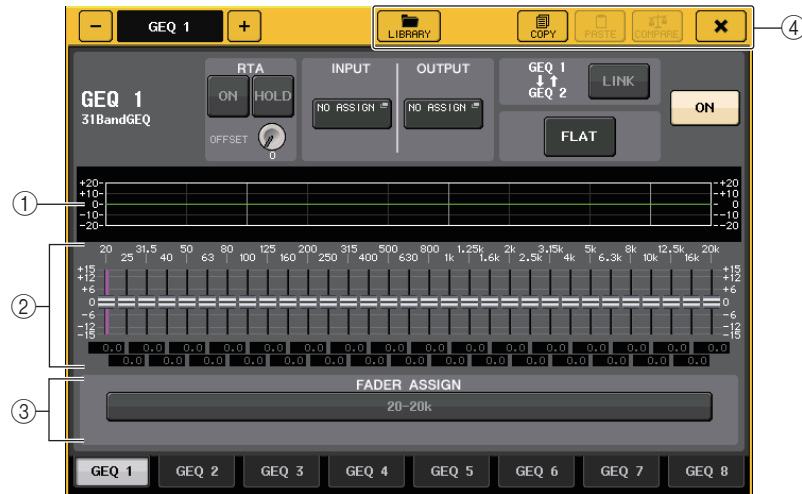 GEQ 1
LIBRARY
COPY
PASTE
COMPARE
④
GEQ 1
31BandGEQ
RTA
ON
HOLD
OFFSET
0
INPUT
NO ASSIGN
OUTPUT
NO ASSIGN
GEQ 1
GEQ 2
LINK
FLAT
ON
①
+20 +20
+10 +10
0 0
-10 -10
-20 -20
②
20 31.5 50 80 125 200 315 500 800 1.25k 2k 3.15k 5k 8k 12.5k 20k
25 40 63 100 160 250 400 630 1k 1.6k 2.5k 4k 6.3k 10k 16k
+15 +15
+12 +12
+6 +6
0 0
-6 -6
-12 -12
-15 -15
0.0 0.0 0.0 0.0 0.0 0.0 0.0 0.0 0.0 0.0 0.0 0.0 0.0 0.0 0.0 0.0
0.0 0.0 0.0 0.0 0.0 0.0 0.0 0.0 0.0 0.0 0.0 0.0 0.0 0.0 0.0
③
FADER ASSIGN
20-20k
GEQ 1 GEQ 2 GEQ 3 GEQ 4 GEQ 5 GEQ 6 GEQ 7 GEQ 8